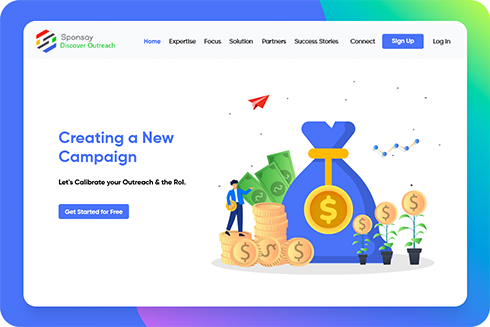 Sponsay
Discover Outreach
Home Expertise Focus Solution Partners Success Stories Connect Sign Up Log In
Creating a New
Campaign
Let's Calibrate your Outreach & the RoI.
Get Started for Free